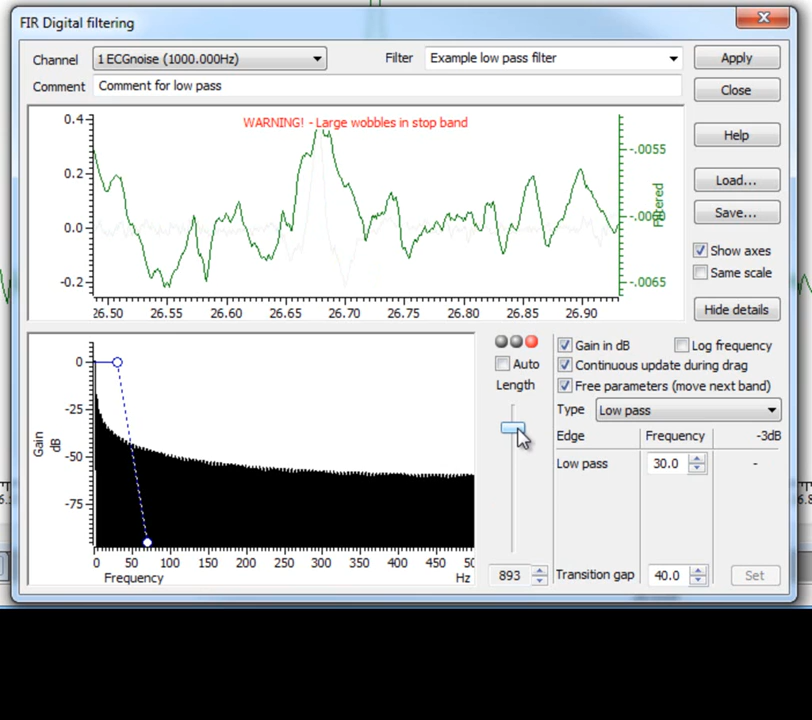 FIR Digital filtering
Channel 1 ECGnoise (1000.000Hz) Filter Example low pass filter Apply
Comment Comment for low pass Close
Help
Load...
Save...
Show axes
Same scale
Hide details
WARNING! - Large wobbles in stop band
0.4
0.2
0.0
-0.2
-.0055
-.0065
Filtered
26.50 26.55 26.60 26.65 26.70 26.75 26.80 26.85 26.90
0
-25
-50
-75
Gain
dB
0 50 100 150 200 250 300 350 400 450
Frequency Hz
Auto
Length
893
Gain in dB Log frequency
Continuous update during drag
Free parameters (move next band)
Type Low pass
Edge Frequency -3dB
Low pass 30.0 -
Transition gap 40.0 Set